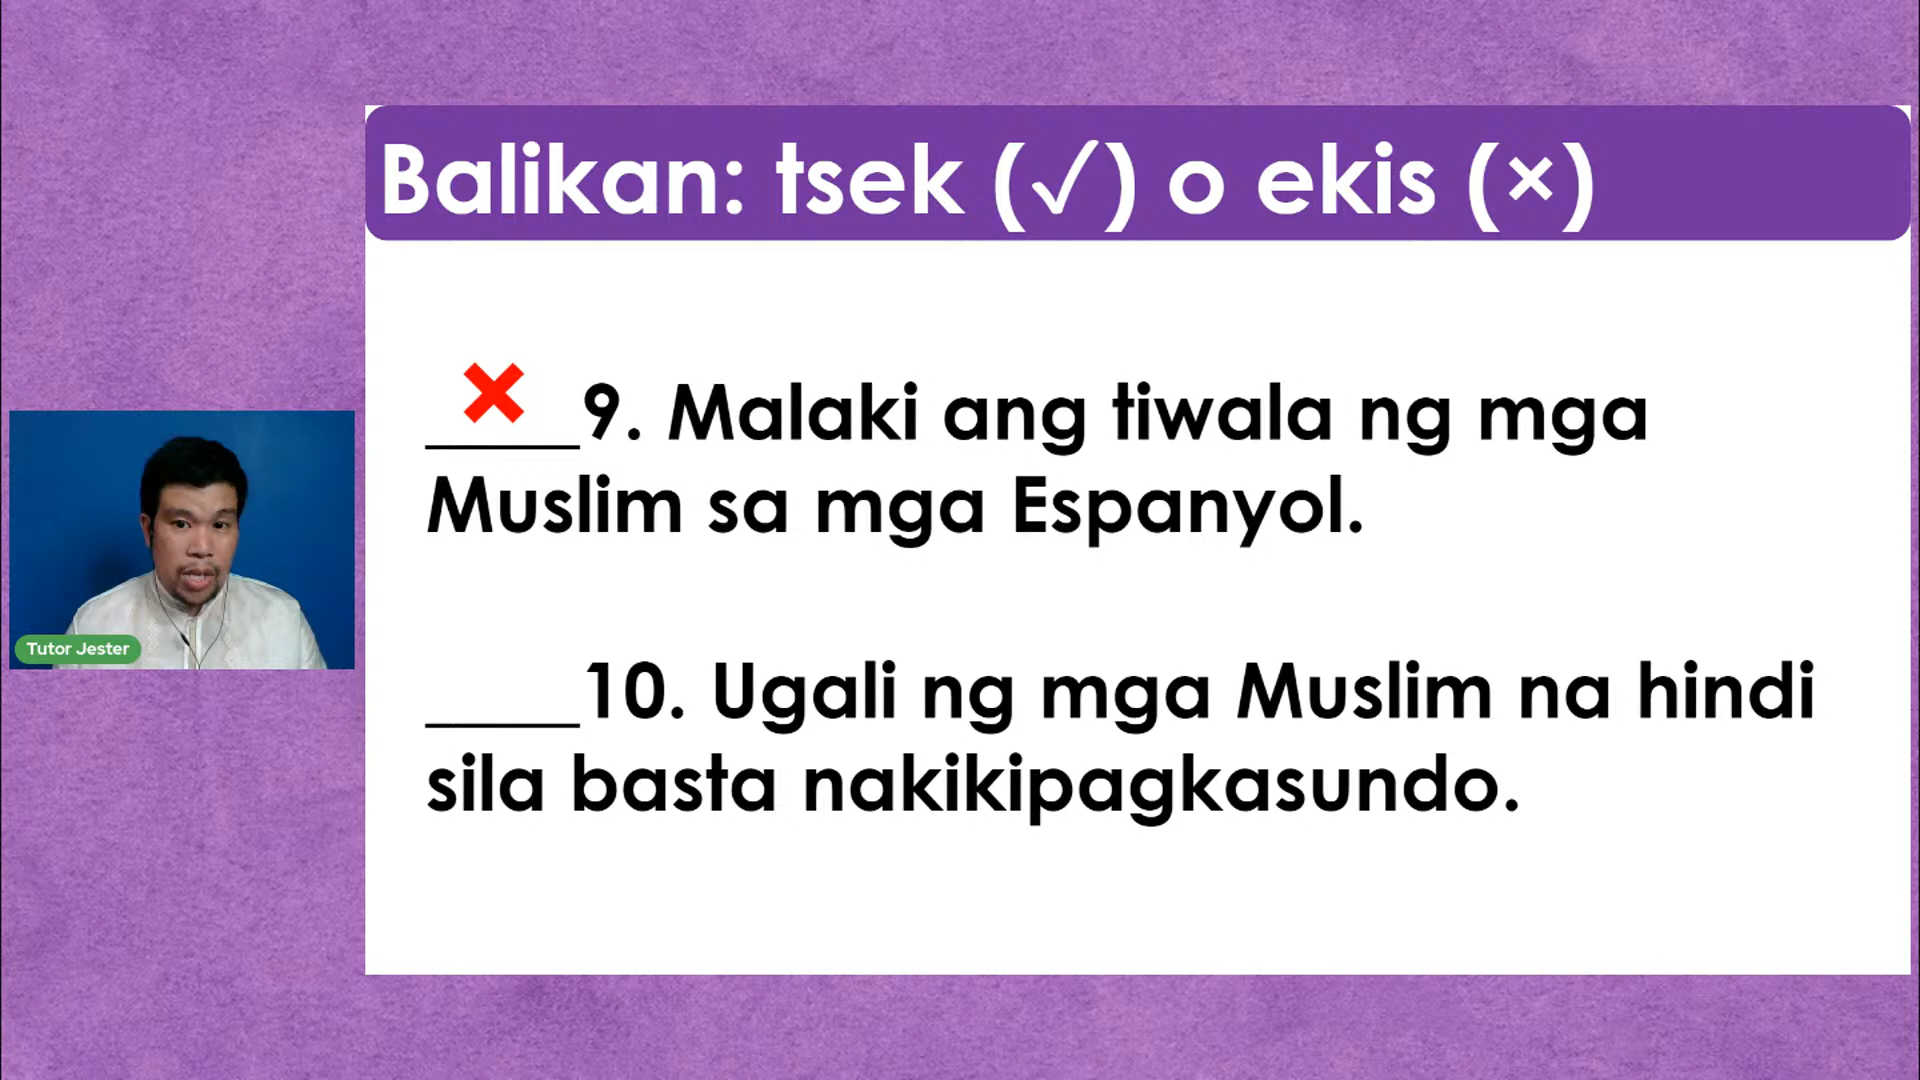 Balikan: tsek (✓) o ekis (×)
____9. Malaki ang tiwala ng mga
Muslim sa mga Espanyol.
____10. Ugali ng mga Muslim na hindi
sila basta nakikipagkasundo.
Tutor Jester